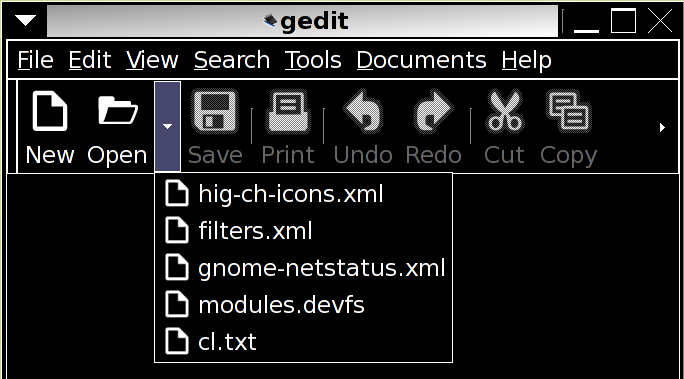 gedit
File Edit View Search Tools Documents Help
New Open Save Print Undo Redo Cut Copy
hig-ch-icons.xml
filters.xml
gnome-netstatus.xml
modules.devfs
cl.txt